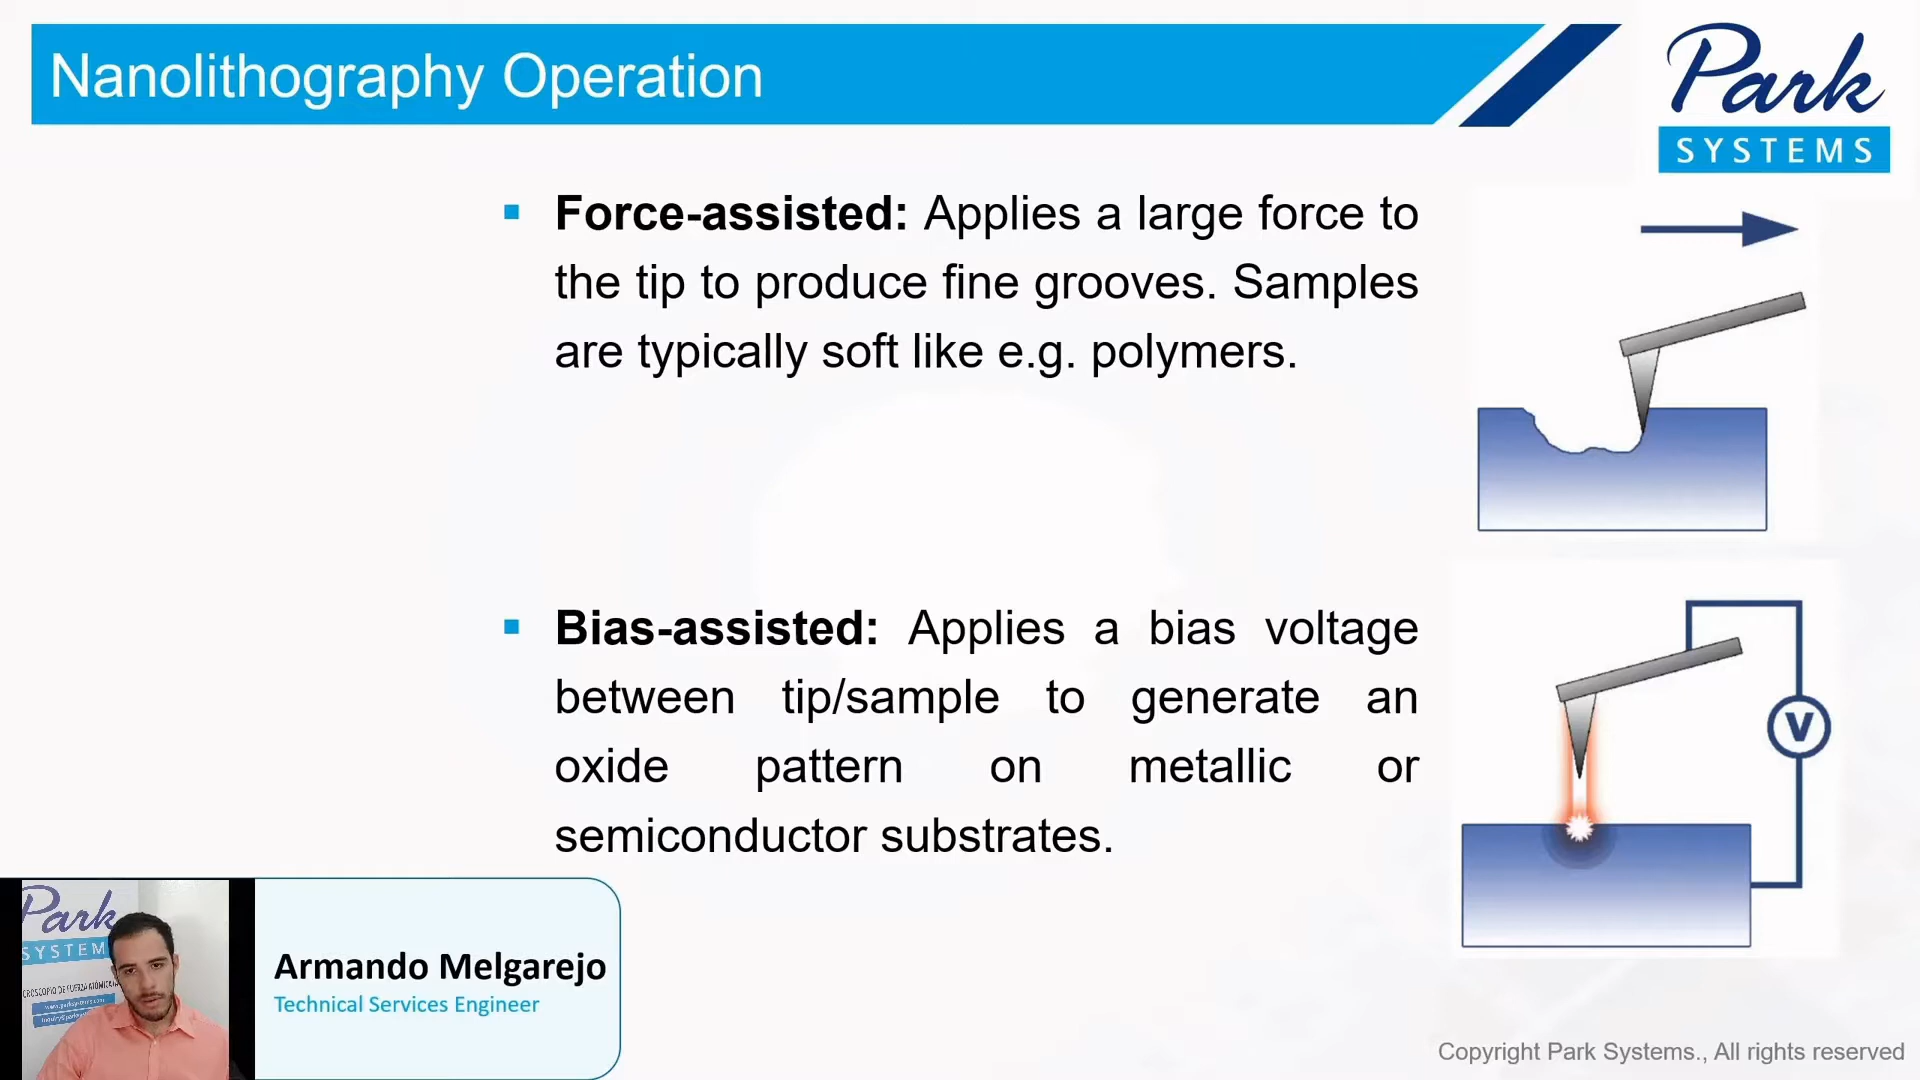 Nanolithography Operation
Park
SYSTEMS
Force-assisted: Applies a large force to
the tip to produce fine grooves. Samples
are typically soft like e.g. polymers.
Bias-assisted: Applies a bias voltage
between tip/sample to generate an
oxide pattern on metallic or
semiconductor substrates.
V
Park
SYSTEM
Armando Melgarejo
Technical Services Engineer
Copyright Park Systems., All rights reserved